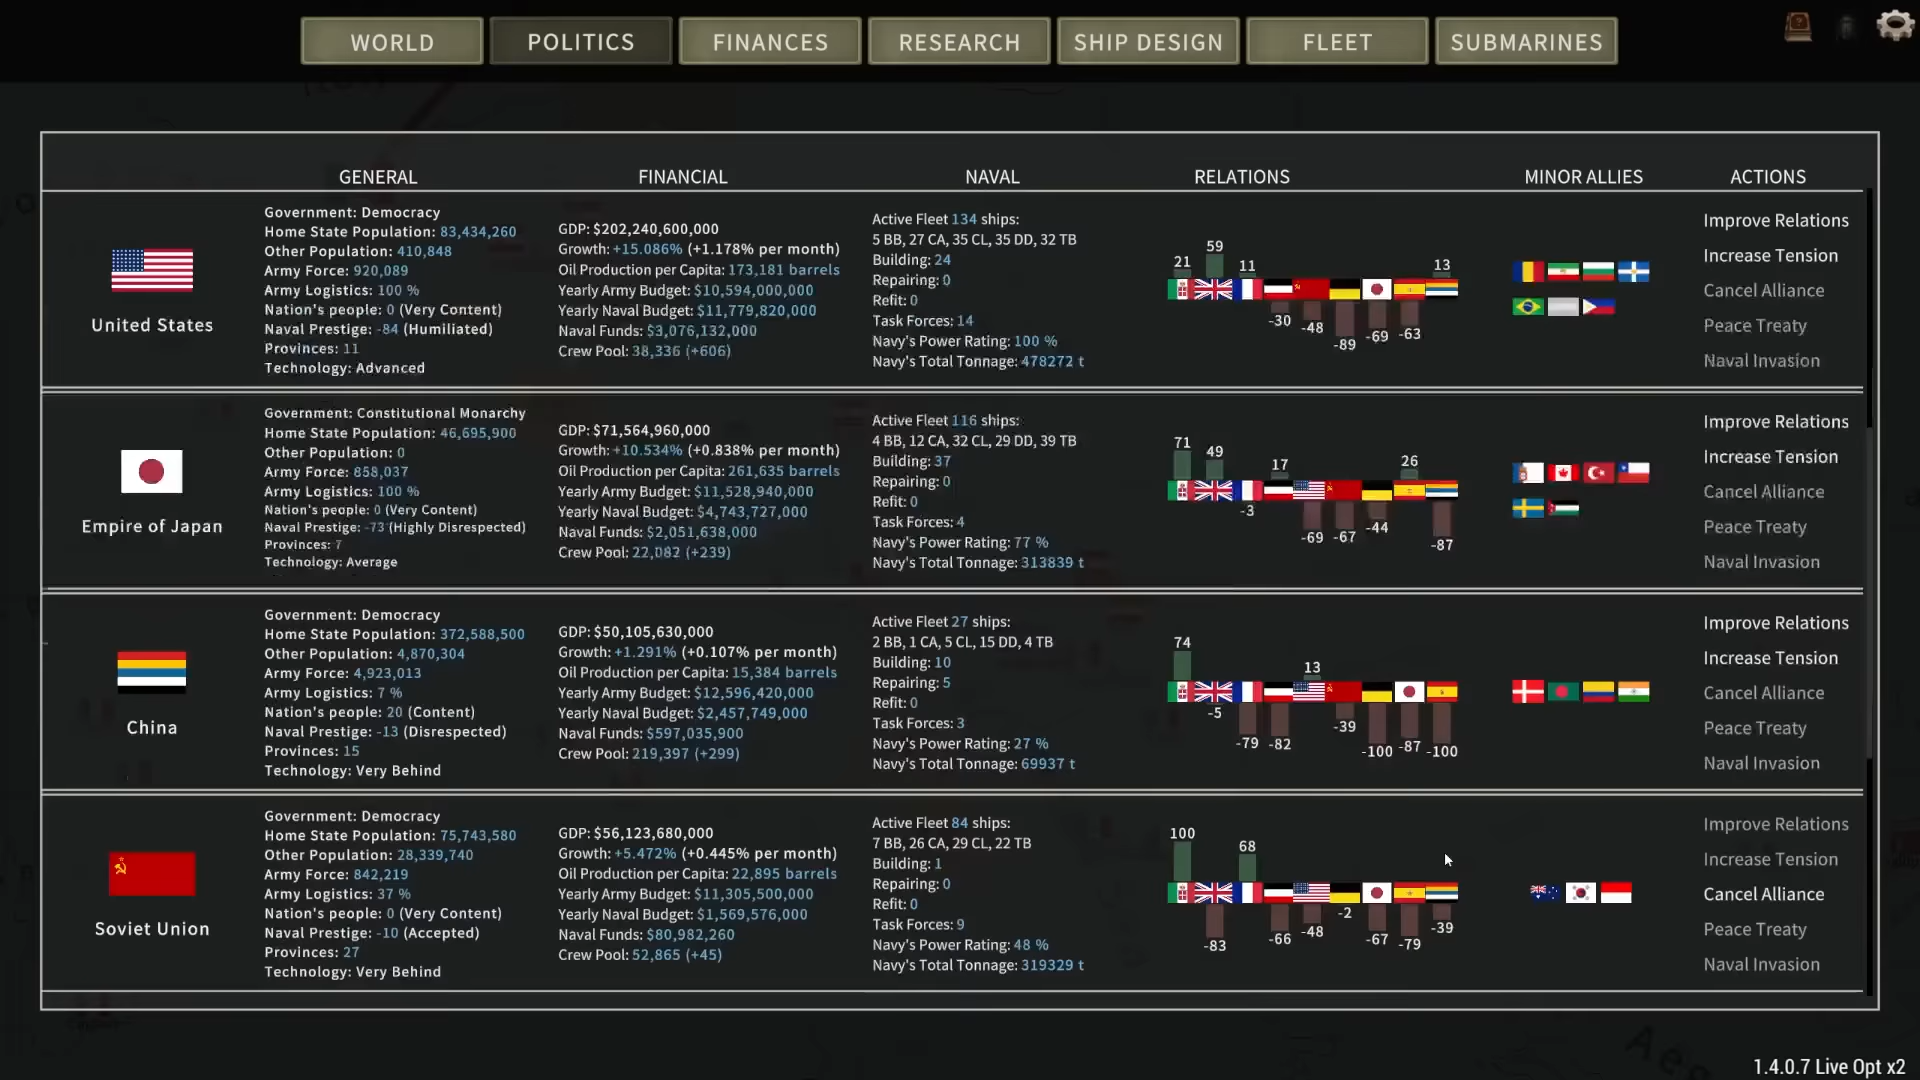 WORLD
POLITICS
FINANCES
RESEARCH
SHIP DESIGN
FLEET
SUBMARINES
GENERAL
FINANCIAL
NAVAL
RELATIONS
MINOR ALLIES
ACTIONS
United States
Government: Democracy
Home State Population: 83,434,260
Other Population: 410,848
Army Force: 920,089
Army Logistics: 100 %
Nation's people: 0 (Very Content)
Naval Prestige: -84 (Humiliated)
Provinces: 11
Technology: Advanced
GDP: $202,240,600,000
Growth: +15.086% (+1.178% per month)
Oil Production per Capita: 173,181 barrels
Yearly Army Budget: $10,594,000,000
Yearly Naval Budget: $11,779,820,000
Naval Funds: $3,076,132,000
Crew Pool: 38,336 (+606)
Active Fleet 134 ships:
5 BB, 27 CA, 35 CL, 35 DD, 32 TB
Building: 24
Repairing: 0
Refit: 0
Task Forces: 14
Navy's Power Rating: 100 %
Navy's Total Tonnage: 478272 t
21 59 11 13
-30 -48 -89 -69 -63
Improve Relations
Increase Tension
Cancel Alliance
Peace Treaty
Naval Invasion
Empire of Japan
Government: Constitutional Monarchy
Home State Population: 46,695,900
Other Population: 0
Army Force: 858,037
Army Logistics: 100 %
Nation's people: 0 (Very Content)
Naval Prestige: -73 (Highly Disrespected)
Provinces: 7
Technology: Average
GDP: $71,564,960,000
Growth: +10.534% (+0.838% per month)
Oil Production per Capita: 261,635 barrels
Yearly Army Budget: $11,528,940,000
Yearly Naval Budget: $4,743,727,000
Naval Funds: $2,051,638,000
Crew Pool: 22,082 (+239)
Active Fleet 116 ships:
4 BB, 12 CA, 32 CL, 29 DD, 39 TB
Building: 37
Repairing: 0
Refit: 0
Task Forces: 4
Navy's Power Rating: 77 %
Navy's Total Tonnage: 313839 t
71 49 17 26
-3 -69 -67 -44 -87
Improve Relations
Increase Tension
Cancel Alliance
Peace Treaty
Naval Invasion
China
Government: Democracy
Home State Population: 372,588,500
Other Population: 4,870,304
Army Force: 4,923,013
Army Logistics: 7 %
Nation's people: 20 (Content)
Naval Prestige: -13 (Disrespected)
Provinces: 15
Technology: Very Behind
GDP: $50,105,630,000
Growth: +1.291% (+0.107% per month)
Oil Production per Capita: 15,384 barrels
Yearly Army Budget: $12,596,420,000
Yearly Naval Budget: $2,457,749,000
Naval Funds: $597,035,900
Crew Pool: 219,397 (+299)
Active Fleet 27 ships:
2 BB, 1 CA, 5 CL, 15 DD, 4 TB
Building: 10
Repairing: 5
Refit: 0
Task Forces: 3
Navy's Power Rating: 27 %
Navy's Total Tonnage: 69937 t
74 13
-5 -79 -82 -39 -100 -87 -100
Improve Relations
Increase Tension
Cancel Alliance
Peace Treaty
Naval Invasion
Soviet Union
Government: Democracy
Home State Population: 75,743,580
Other Population: 28,339,740
Army Force: 842,219
Army Logistics: 37 %
Nation's people: 0 (Very Content)
Naval Prestige: -10 (Accepted)
Provinces: 27
Technology: Very Behind
GDP: $56,123,680,000
Growth: +5.472% (+0.445% per month)
Oil Production per Capita: 22,895 barrels
Yearly Army Budget: $11,305,500,000
Yearly Naval Budget: $1,569,576,000
Naval Funds: $80,982,260
Crew Pool: 52,865 (+45)
Active Fleet 84 ships:
7 BB, 26 CA, 29 CL, 22 TB
Building: 1
Repairing: 0
Refit: 0
Task Forces: 9
Navy's Power Rating: 48 %
Navy's Total Tonnage: 319329 t
100 68
-83 -66 -48 -2 -67 -79 -39
Improve Relations
Increase Tension
Cancel Alliance
Peace Treaty
Naval Invasion
1.4.0.7 Live Opt x2